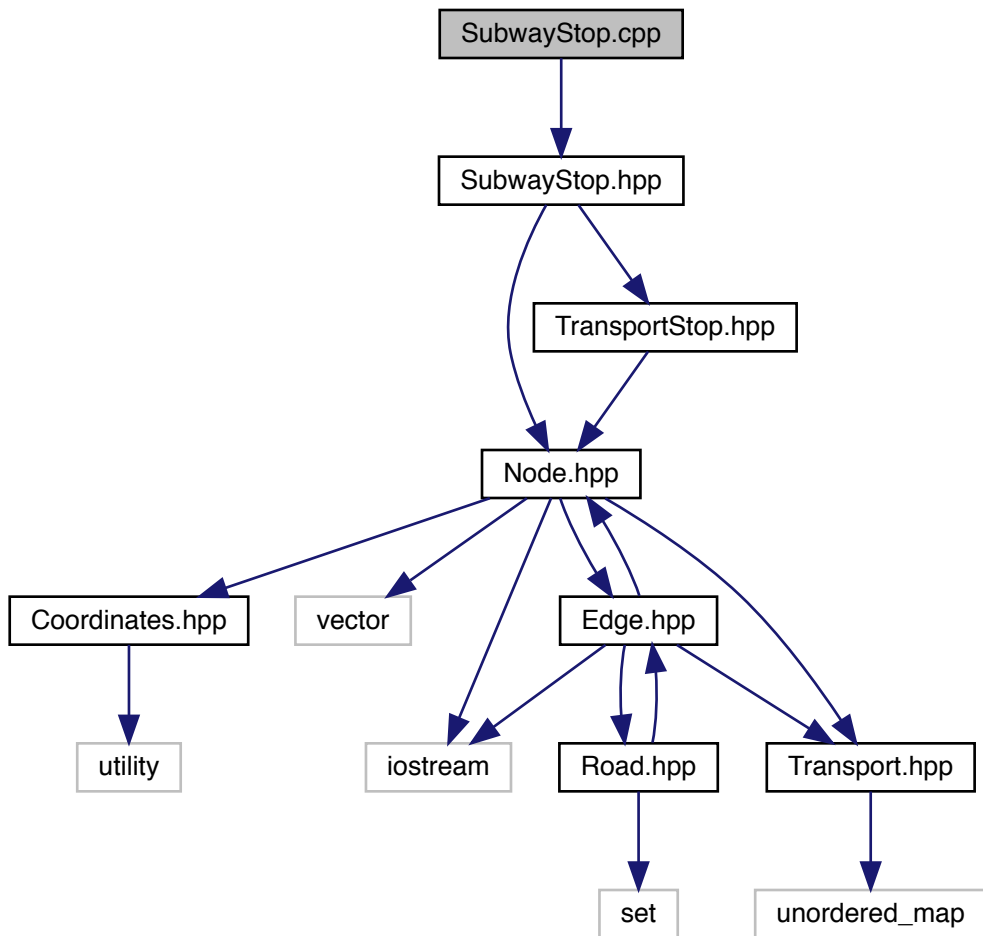 SubwayStop.cpp
SubwayStop.hpp
TransportStop.hpp
Node.hpp
Coordinates.hpp
vector
Edge.hpp
utility
iostream
Road.hpp
Transport.hpp
set
unordered_map